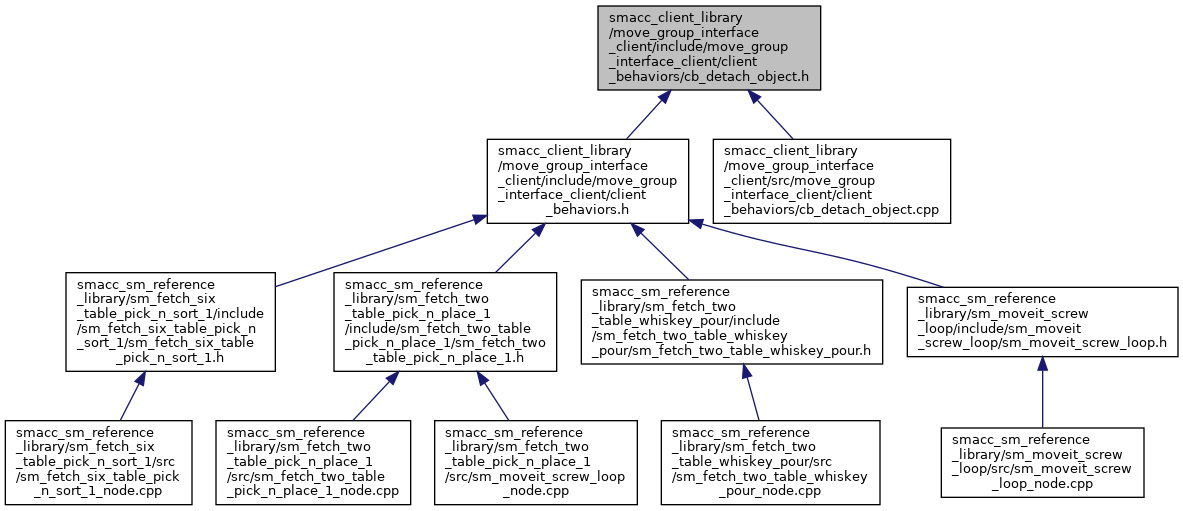 smacc_client_library
/move_group_interface
_client/include/move_group
_interface_client/client
_behaviors/cb_detach_object.h
smacc_client_library
/move_group_interface
_client/include/move_group
_interface_client/client
_behaviors.h
smacc_client_library
/move_group_interface
_client/src/move_group
_interface_client/client
_behaviors/cb_detach_object.cpp
smacc_sm_reference
_library/sm_fetch_six
_table_pick_n_sort_1/include
/sm_fetch_six_table_pick_n
_sort_1/sm_fetch_six_table
_pick_n_sort_1.h
smacc_sm_reference
_library/sm_fetch_two
_table_pick_n_place_1
/include/sm_fetch_two_table
_pick_n_place_1/sm_fetch_two
_table_pick_n_place_1.h
smacc_sm_reference
_library/sm_fetch_two
_table_whiskey_pour/include
/sm_fetch_two_table_whiskey
_pour/sm_fetch_two_table_whiskey_pour.h
smacc_sm_reference
_library/sm_moveit_screw
_loop/include/sm_moveit
_screw_loop/sm_moveit_screw_loop.h
smacc_sm_reference
_library/sm_fetch_six
_table_pick_n_sort_1/src
/sm_fetch_six_table_pick
_n_sort_1_node.cpp
smacc_sm_reference
_library/sm_fetch_two
_table_pick_n_place_1
/src/sm_fetch_two_table
_pick_n_place_1_node.cpp
smacc_sm_reference
_library/sm_fetch_two
_table_pick_n_place_1
/src/sm_moveit_screw_loop
_node.cpp
smacc_sm_reference
_library/sm_fetch_two
_table_whiskey_pour/src
/sm_fetch_two_table_whiskey
_pour_node.cpp
smacc_sm_reference
_library/sm_moveit_screw
_loop/src/sm_moveit_screw
_loop_node.cpp